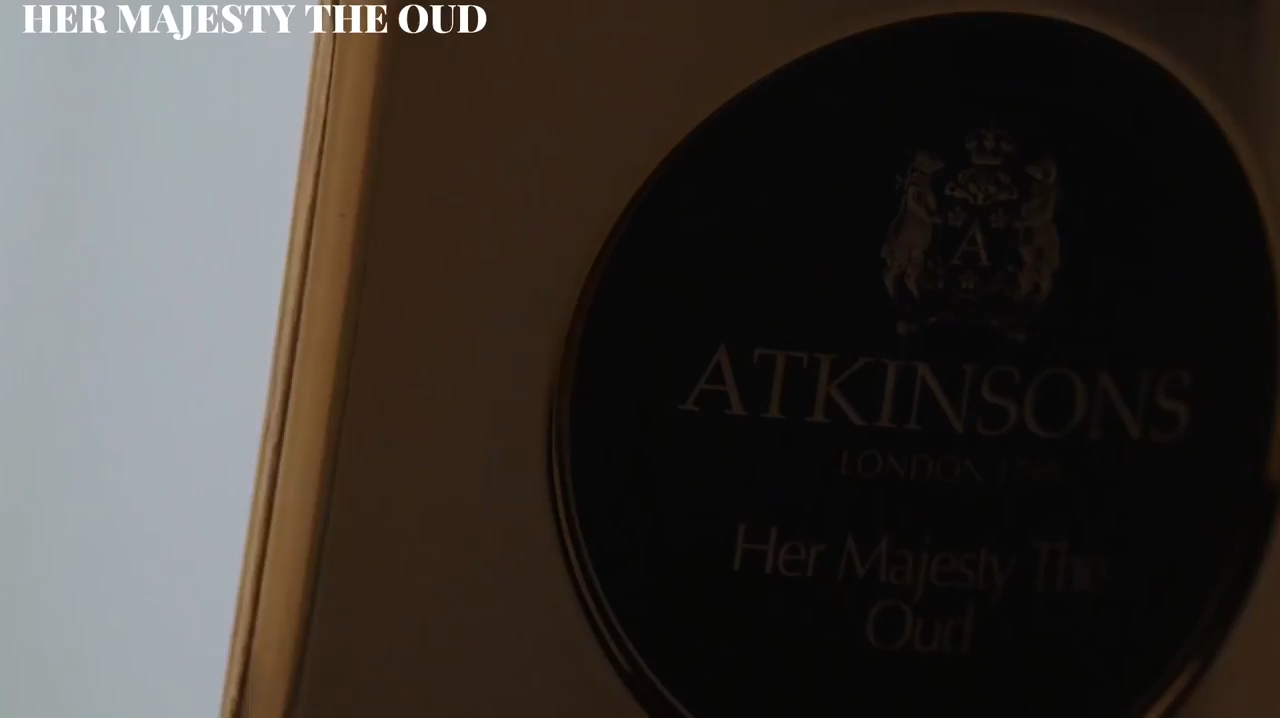 HER MAJESTY THE OUD
A
ATKINSONS
LONDON
Her Majesty The
Oud